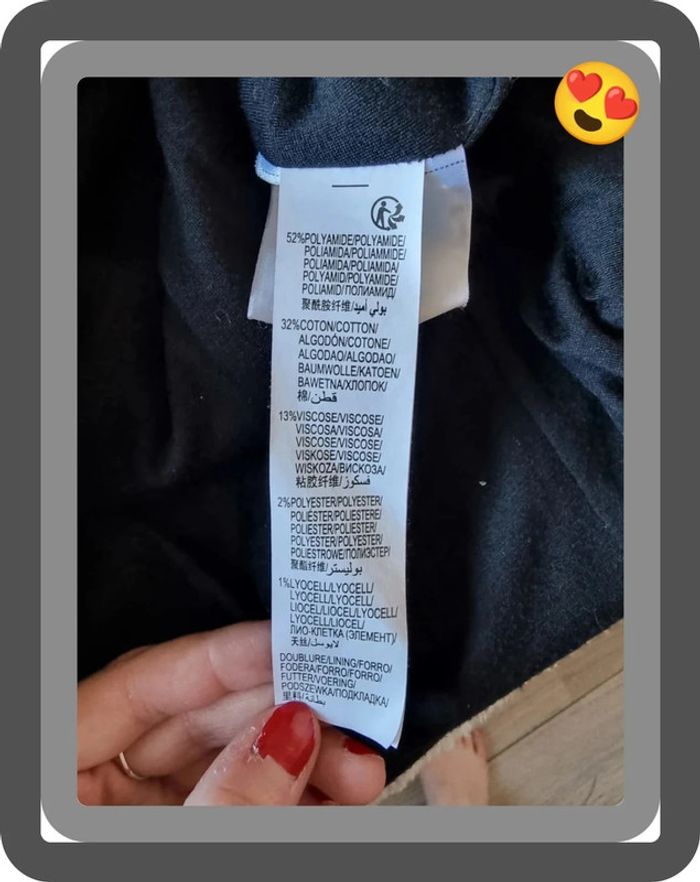 52%POLYAMIDE/POLYAMIDE/
POLIAMIDA/POLIAMMIDE/
POLIAMIDA/POLIAMIDA/
POLYAMID/POLYAMIDE/
POLIAMID/ПОЛИАМИД/
聚酰胺纤维/بولي أميد
32%COTON/COTTON/
ALGODÓN/COTONE/
ALGODAO/ALGODAO/
BAUMWOLLE/KATOEN/
BAWEŁNA/ХЛОПОК/
棉/قطن
13%VISCOSE/VISCOSE/
VISCOSA/VISCOSA/
VISCOSE/VISCOSE/
VISKOSE/VISCOSE/
WISKOZA/ВИСКОЗА/
粘胶纤维/فسكوز
2%POLYESTER/POLYESTER/
POLIÉSTER/POLIESTERE/
POLIESTER/POLIESTER/
POLYESTER/POLYESTER/
POLIESTROWE/ПОЛИЭСТЕР/
聚酯纤维/بوليستر
1%LYOCELL/LYOCELL/
LYOCELL/LYOCELL/
LIOCEL/LIOCEL/LYOCELL/
LYOCELL/LIOCEL/
ЛИО-КЛЕТКА (ЭЛЕМЕНТ)/
天丝/لايوسل
DOUBLURE/LINING/FORRO/
FODERA/FORRO/FORRO/
FUTTER/VOERING/
PODSZEWKA/ПОДКЛАДКА/
里料/بطانة